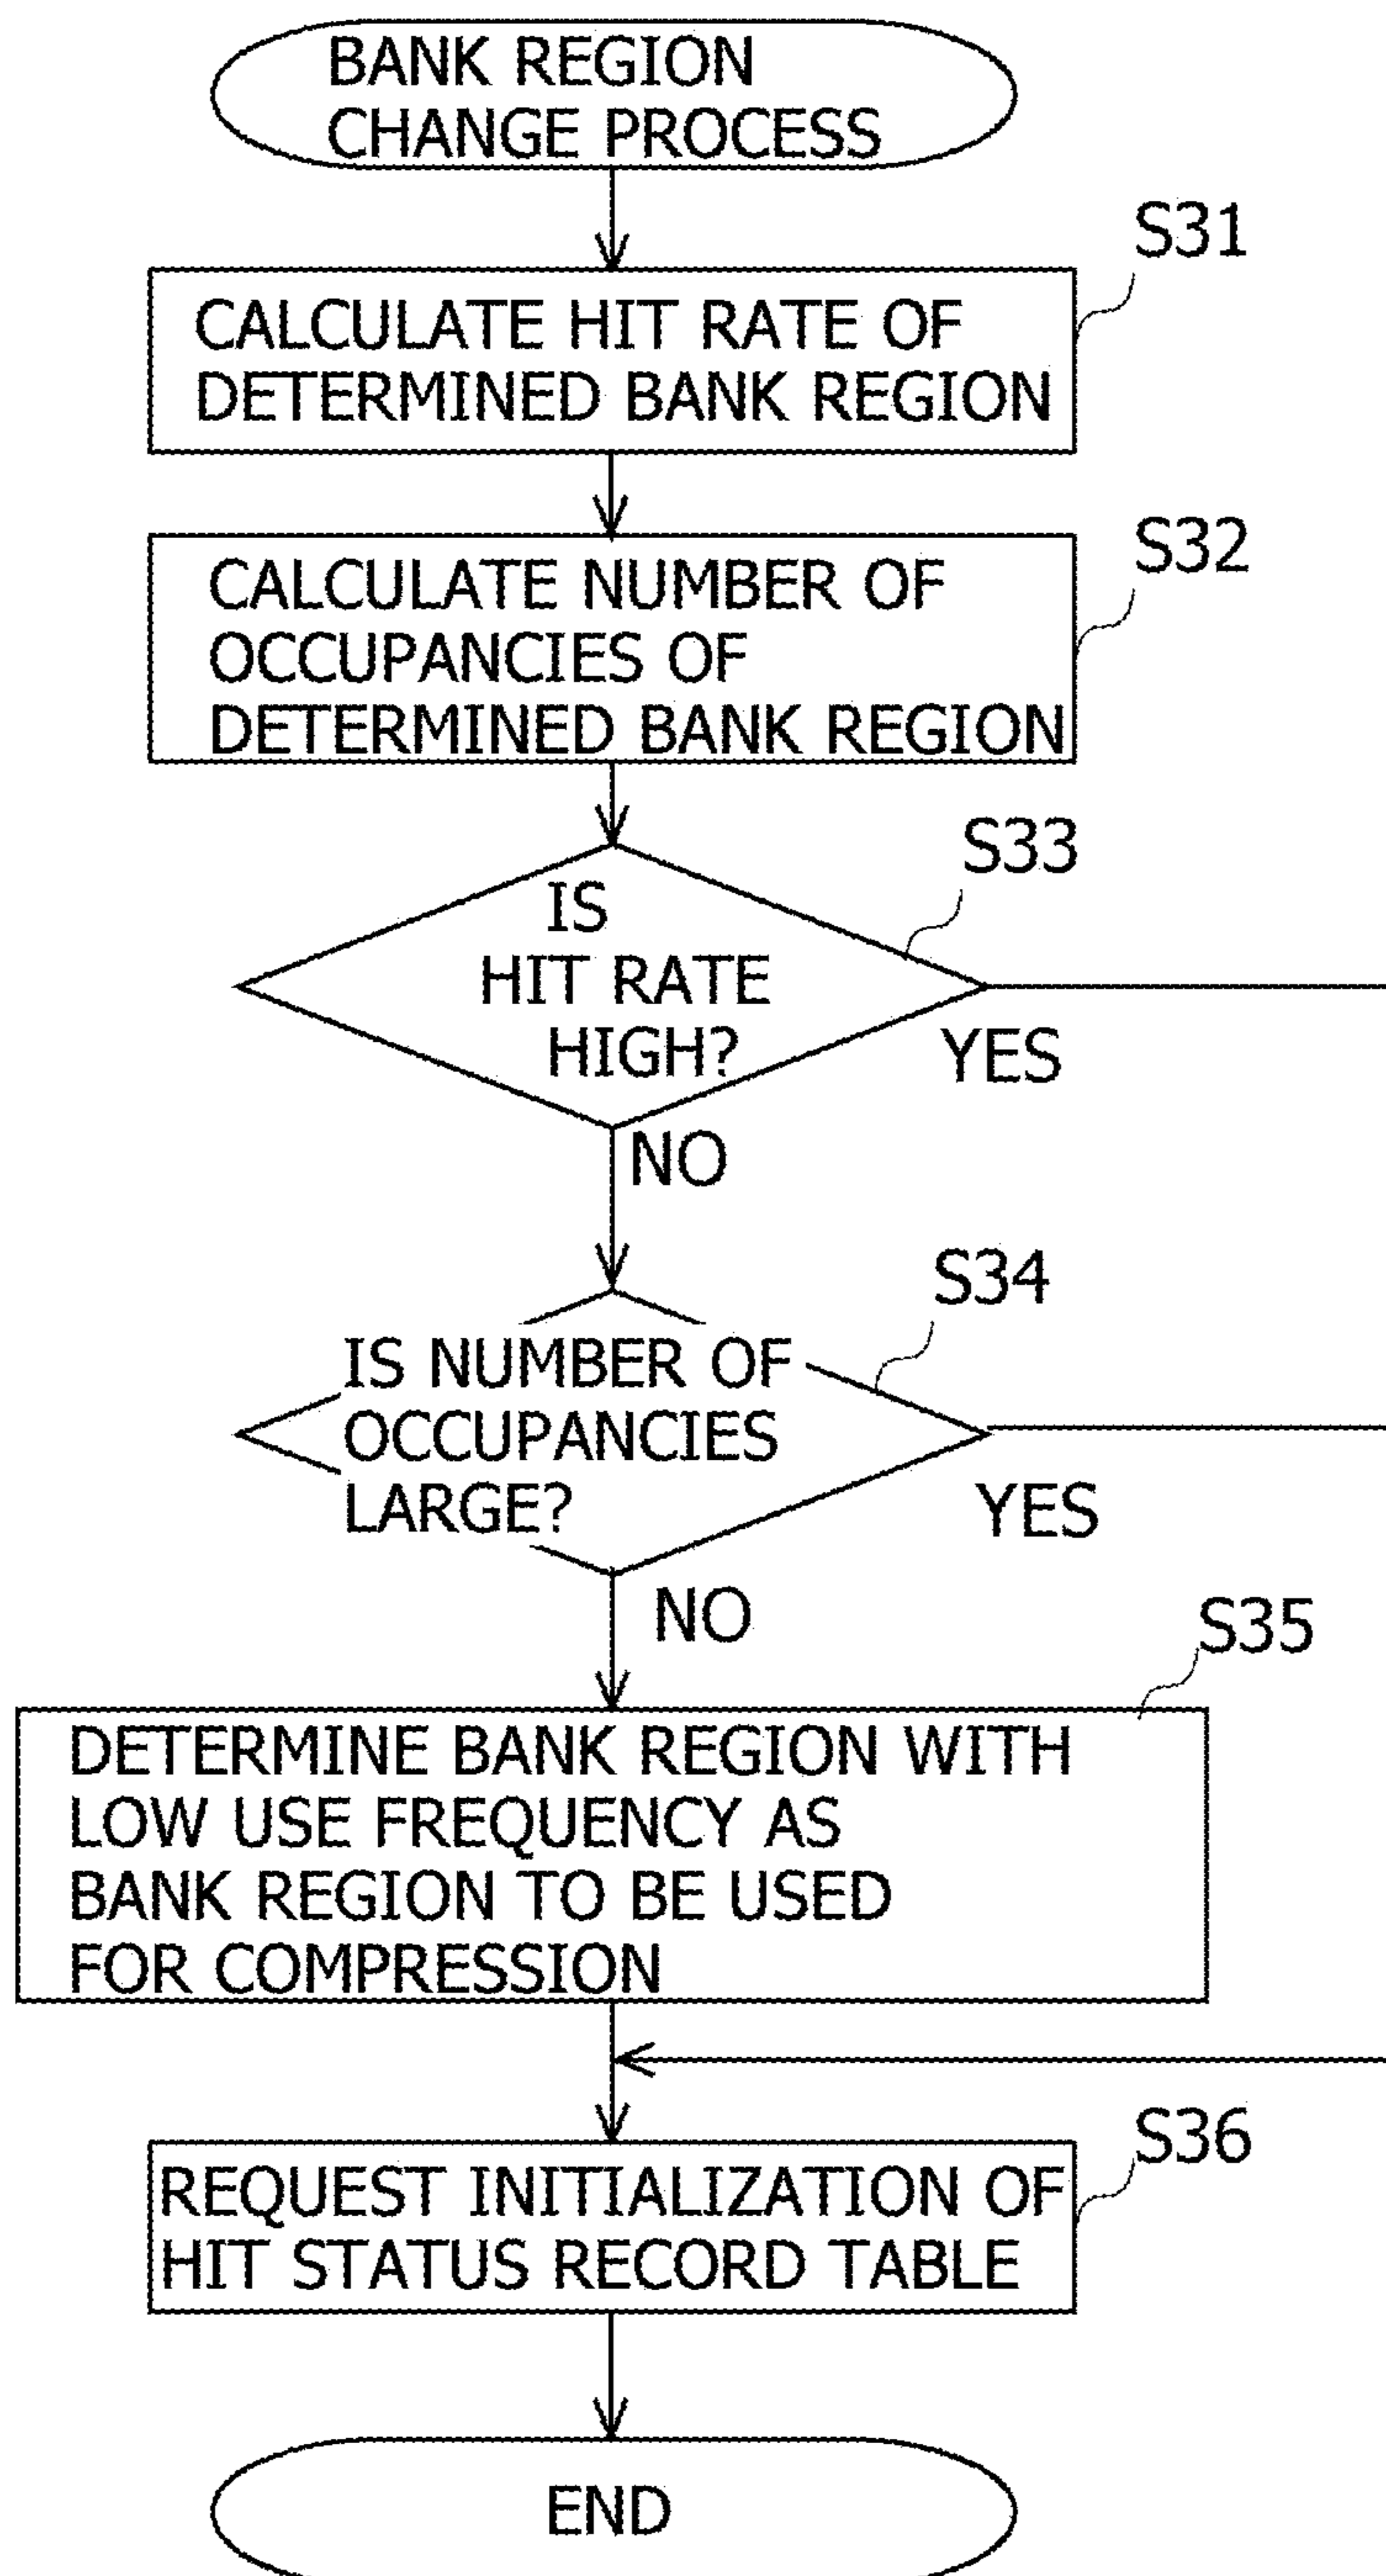 BANK REGION
CHANGE PROCESS
S31
CALCULATE HIT RATE OF
DETERMINED BANK REGION
S32
CALCULATE NUMBER OF
OCCUPANCIES OF
DETERMINED BANK REGION
S33
IS
HIT RATE
HIGH?
YES
NO
S34
IS NUMBER OF
OCCUPANCIES
LARGE?
YES
NO
S35
DETERMINE BANK REGION WITH
LOW USE FREQUENCY AS
BANK REGION TO BE USED
FOR COMPRESSION
S36
REQUEST INITIALIZATION OF
HIT STATUS RECORD TABLE
END